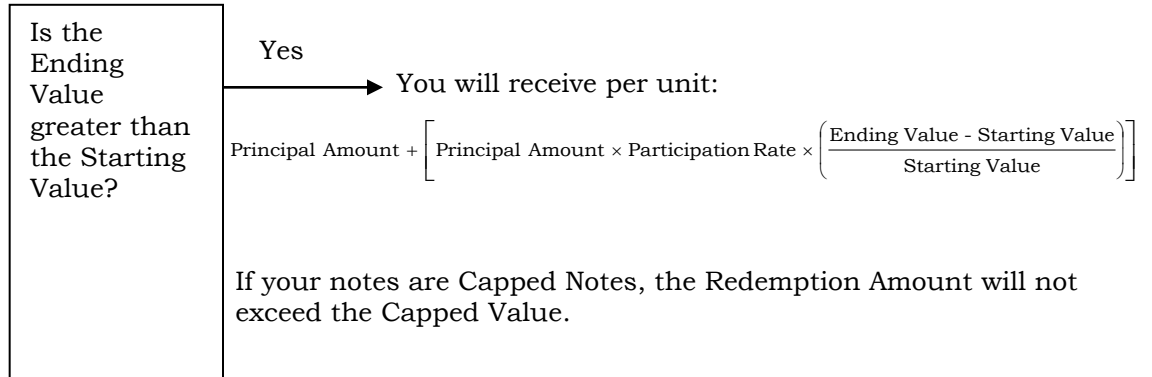 Is the
Ending
Value
greater than
the Starting
Value?
Yes
You will receive per unit:
Principal Amount + [ Principal Amount × Participation Rate × ( Ending Value - Starting Value / Starting Value ) ]
If your notes are Capped Notes, the Redemption Amount will not
exceed the Capped Value.